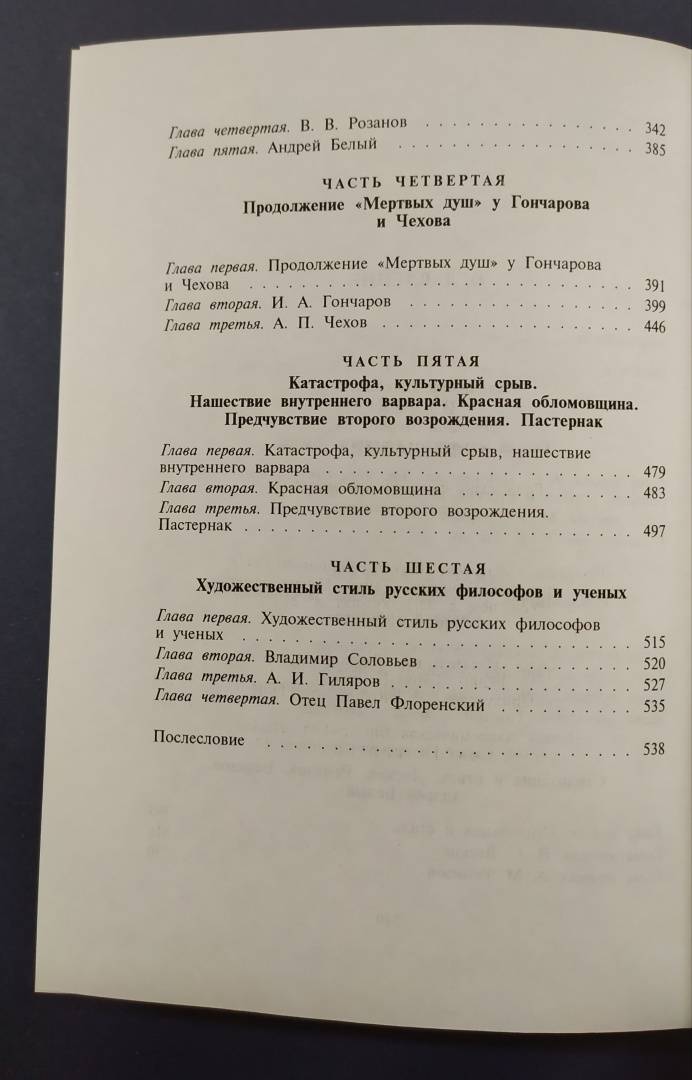 Глава четвертая. В. В. Розанов . . . . . . . . . . . . . . . 342
Глава пятая. Андрей Белый . . . . . . . . . . . . . . . . 385
ЧАСТЬ ЧЕТВЕРТАЯ
Продолжение «Мертвых душ» у Гончарова
и Чехова
Глава первая. Продолжение «Мертвых душ» у Гончарова
и Чехова . . . . . . . . . . . . . . . . . . . . . . . . . 391
Глава вторая. И. А. Гончаров . . . . . . . . . . . . . . . 399
Глава третья. А. П. Чехов . . . . . . . . . . . . . . . . . 446
ЧАСТЬ ПЯТАЯ
Катастрофа, культурный срыв.
Нашествие внутреннего варвара. Красная обломовщина.
Предчувствие второго возрождения. Пастернак
Глава первая. Катастрофа, культурный срыв, нашествие
внутреннего варвара . . . . . . . . . . . . . . . . . . . . 479
Глава вторая. Красная обломовщина . . . . . . . . . . . . 483
Глава третья. Предчувствие второго возрождения.
Пастернак . . . . . . . . . . . . . . . . . . . . . . . . . 497
ЧАСТЬ ШЕСТАЯ
Художественный стиль русских философов и ученых
Глава первая. Художественный стиль русских философов
и ученых . . . . . . . . . . . . . . . . . . . . . . . . . 515
Глава вторая. Владимир Соловьев . . . . . . . . . . . . . 520
Глава третья. А. И. Гиляров . . . . . . . . . . . . . . . . 527
Глава четвертая. Отец Павел Флоренский . . . . . . . . . 535
Послесловие . . . . . . . . . . . . . . . . . . . . . . . . 538